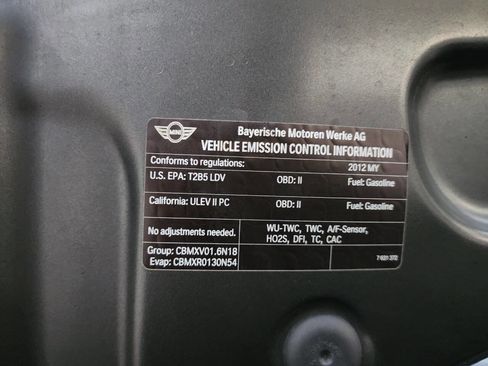 MINI
Bayerische Motoren Werke AG
VEHICLE EMISSION CONTROL INFORMATION
Conforms to regulations: 2012 MY
U.S. EPA: T2B5 LDV OBD: II Fuel: Gasoline
California: ULEV II PC OBD: II Fuel: Gasoline
No adjustments needed. WU-TWC, TWC, A/F-Sensor,
HO2S, DFI, TC, CAC
Group: CBMXV01.6N18
Evap: CBMXR0130N54